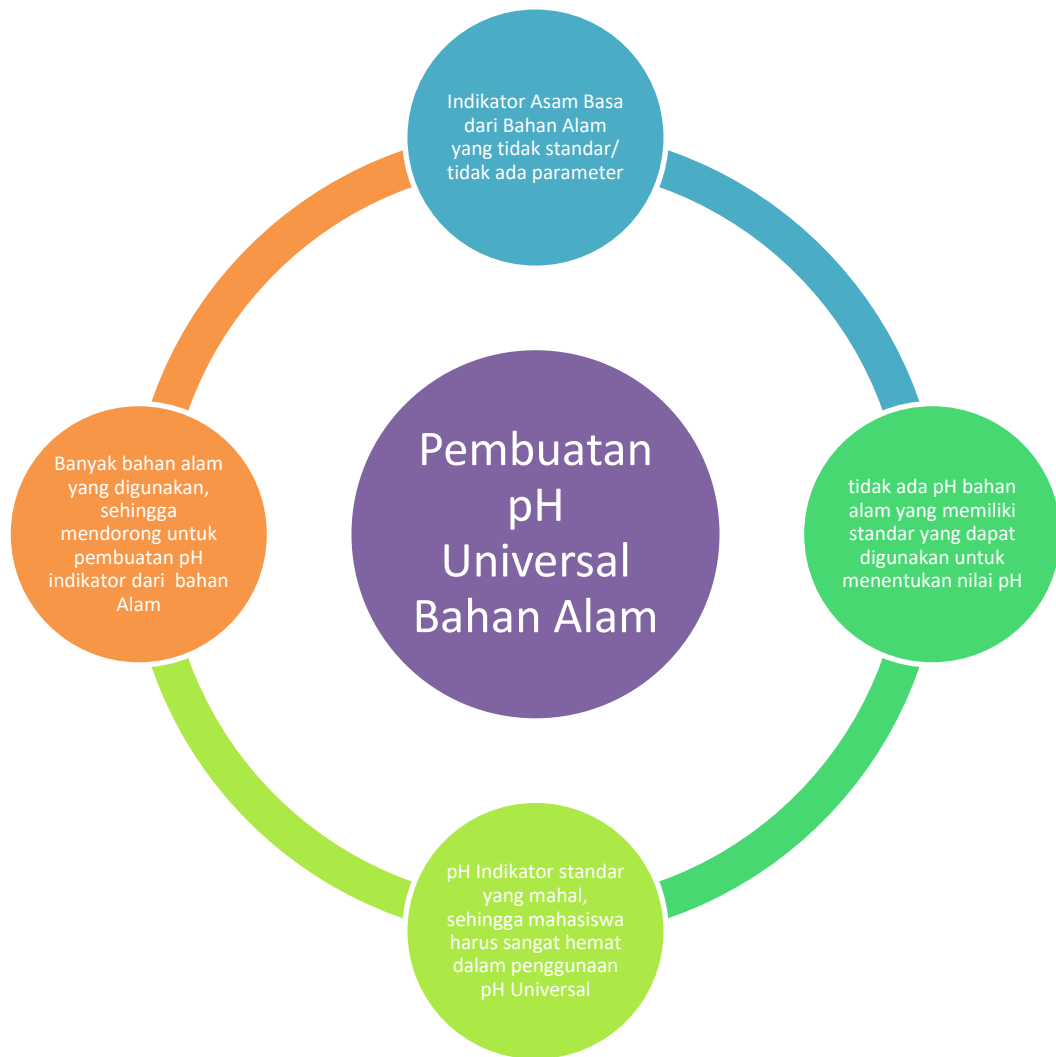 Indikator Asam Basa
dari Bahan Alam
yang tidak standar/
tidak ada parameter
Pembuatan
pH
Universal
Bahan Alam
tidak ada pH bahan
alam yang memiliki
standar yang dapat
digunakan untuk
menentukan nilai pH
pH Indikator standar
yang mahal,
sehingga mahasiswa
harus sangat hemat
dalam penggunaan
pH Universal
Banyak bahan alam
yang digunakan,
sehingga
mendorong untuk
pembuatan pH
indikator dari  bahan
Alam